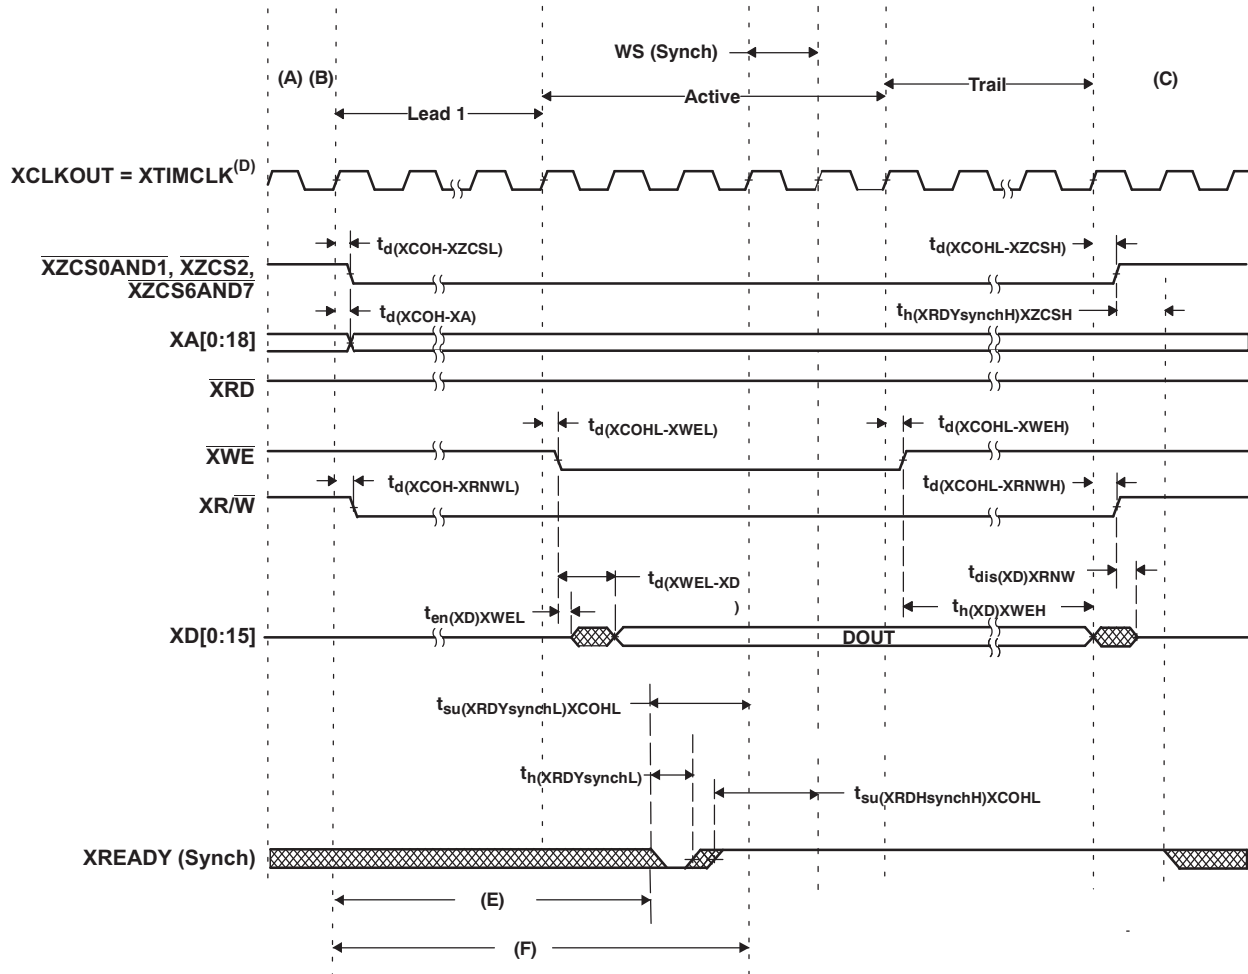 WS (Synch)
(A) (B)
(C)
Trail
Active
Lead 1
XCLKOUT = XTIMCLK(D)
td(XCOH-XZCSL)
td(XCOHL-XZCSH)
XZCS0AND1, XZCS2,
XZCS6AND7
td(XCOH-XA)
th(XRDYsynchH)XZCSH
XA[0:18]
XRD
td(XCOHL-XWEL)
td(XCOHL-XWEH)
XWE
td(XCOH-XRNWL)
td(XCOHL-XRNWH)
XR/W
td(XWEL-XD
)
tdis(XD)XRNW
ten(XD)XWEL
th(XD)XWEH
XD[0:15]
DOUT
tsu(XRDYsynchL)XCOHL
th(XRDYsynchL)
tsu(XRDHsynchH)XCOHL
XREADY (Synch)
(E)
(F)